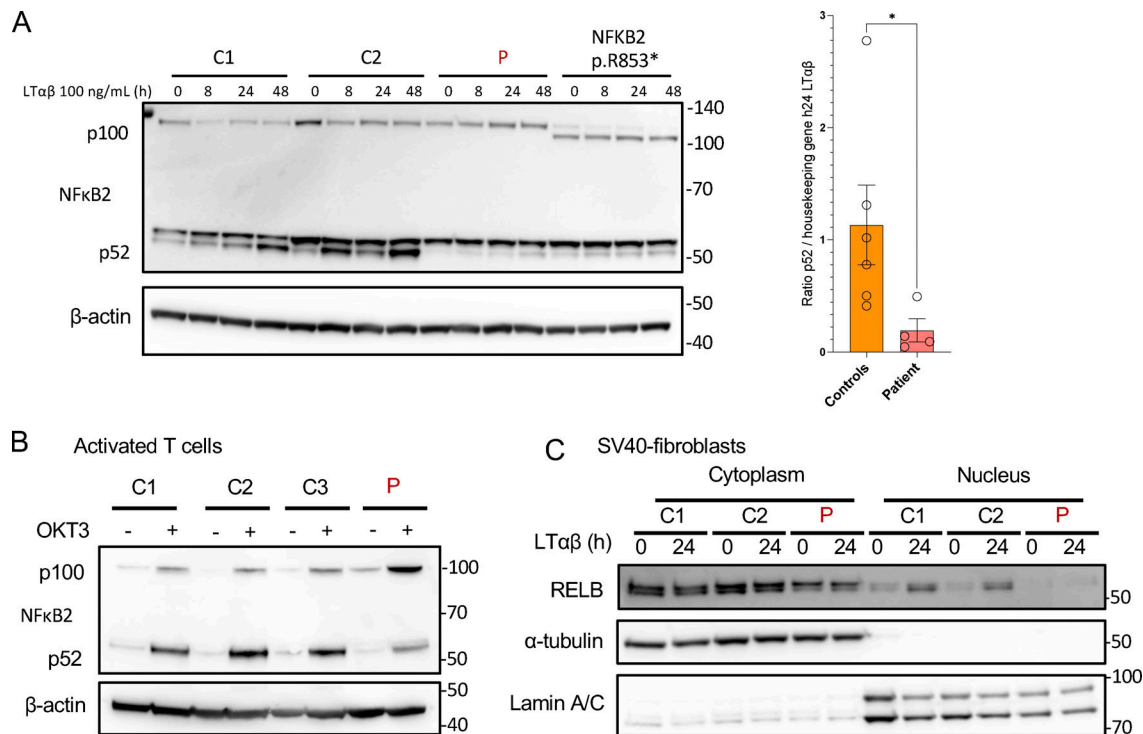 A
C1 C2 P NFKB2
p.R853*
LTαβ 100 ng/mL (h) 0 8 24 48 0 8 24 48 0 8 24 48 0 8 24 48
-140
p100
-100
-70
NFκB2
p52
-50
β-actin
-50
-40
Ratio p52 / housekeeping gene h24 LTαβ
3
2
1
0
*
Controls
Patient
B Activated T cells
C1 C2 C3 P
OKT3 - + - + - + - +
p100
-100
-70
NFκB2
p52
-50
β-actin
-50
-40
C SV40-fibroblasts
Cytoplasm Nucleus
C1 C2 P C1 C2 P
LTαβ (h) 0 24 0 24 0 24 0 24 0 24 0 24
RELB
-50
α-tubulin
-50
Lamin A/C
-100
-70